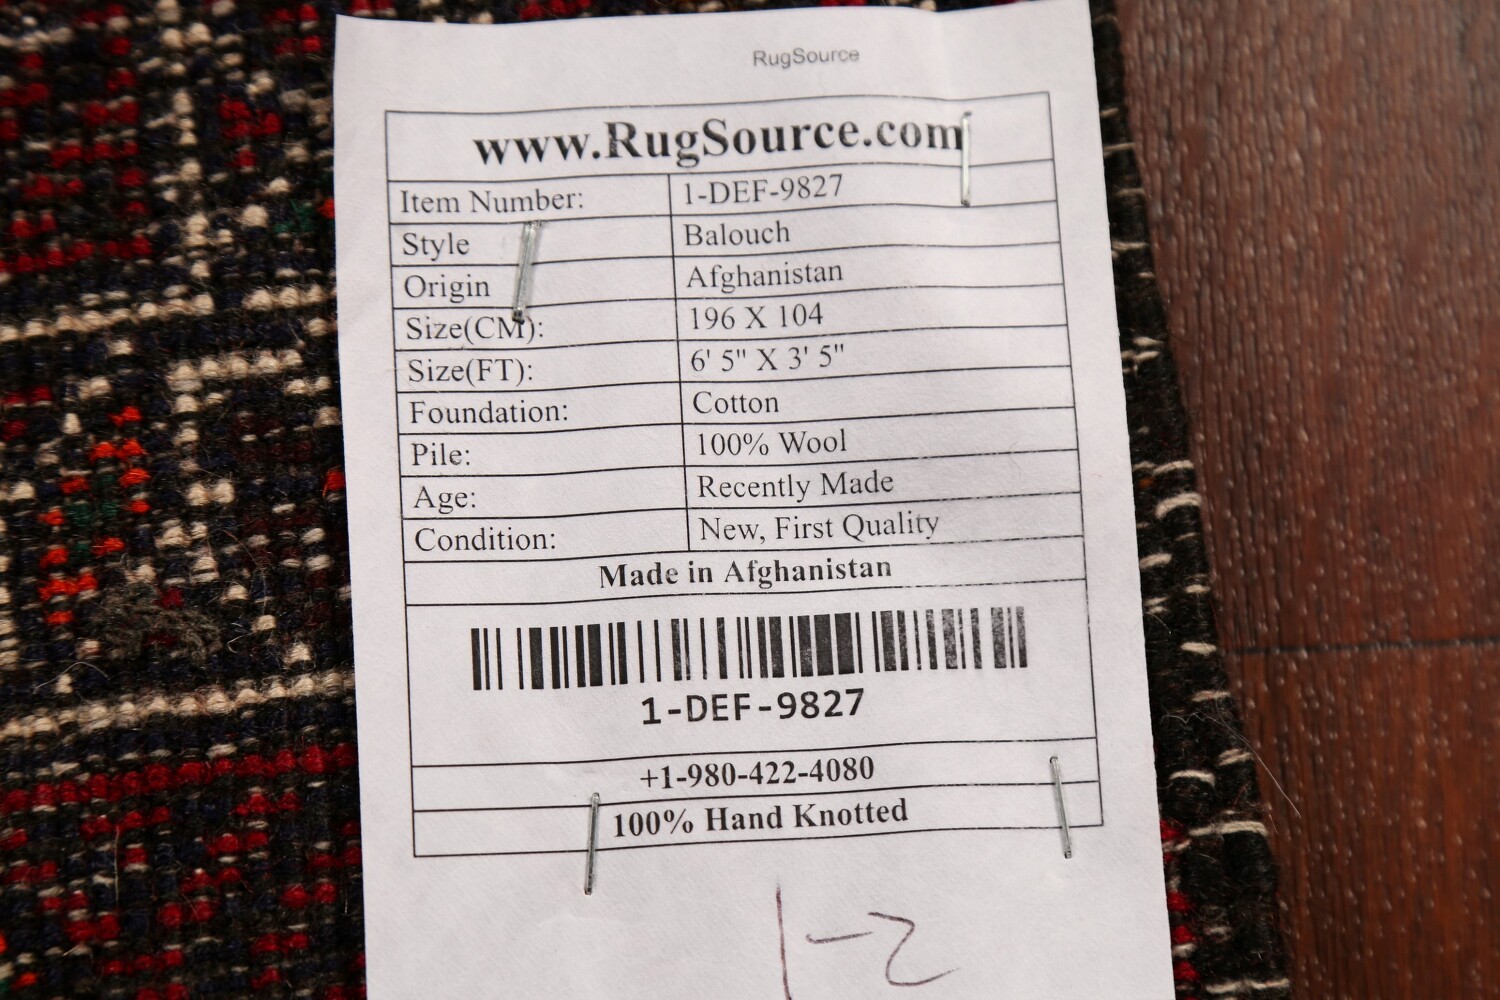 RugSource
www.RugSource.com
Item Number: 1-DEF-9827
Style Balouch
Origin Afghanistan
Size(CM): 196 X 104
Size(FT): 6' 5" X 3' 5"
Foundation: Cotton
Pile: 100% Wool
Age: Recently Made
Condition: New, First Quality
Made in Afghanistan
1-DEF-9827
+1-980-422-4080
100% Hand Knotted
1-2